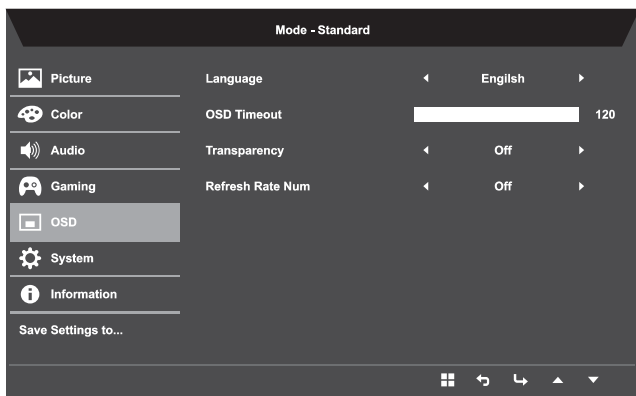 Mode - Standard
Picture
Language
Engilsh
Color
OSD Timeout
120
Audio
Transparency
Off
Gaming
Refresh Rate Num
Off
OSD
System
Information
Save Settings to...